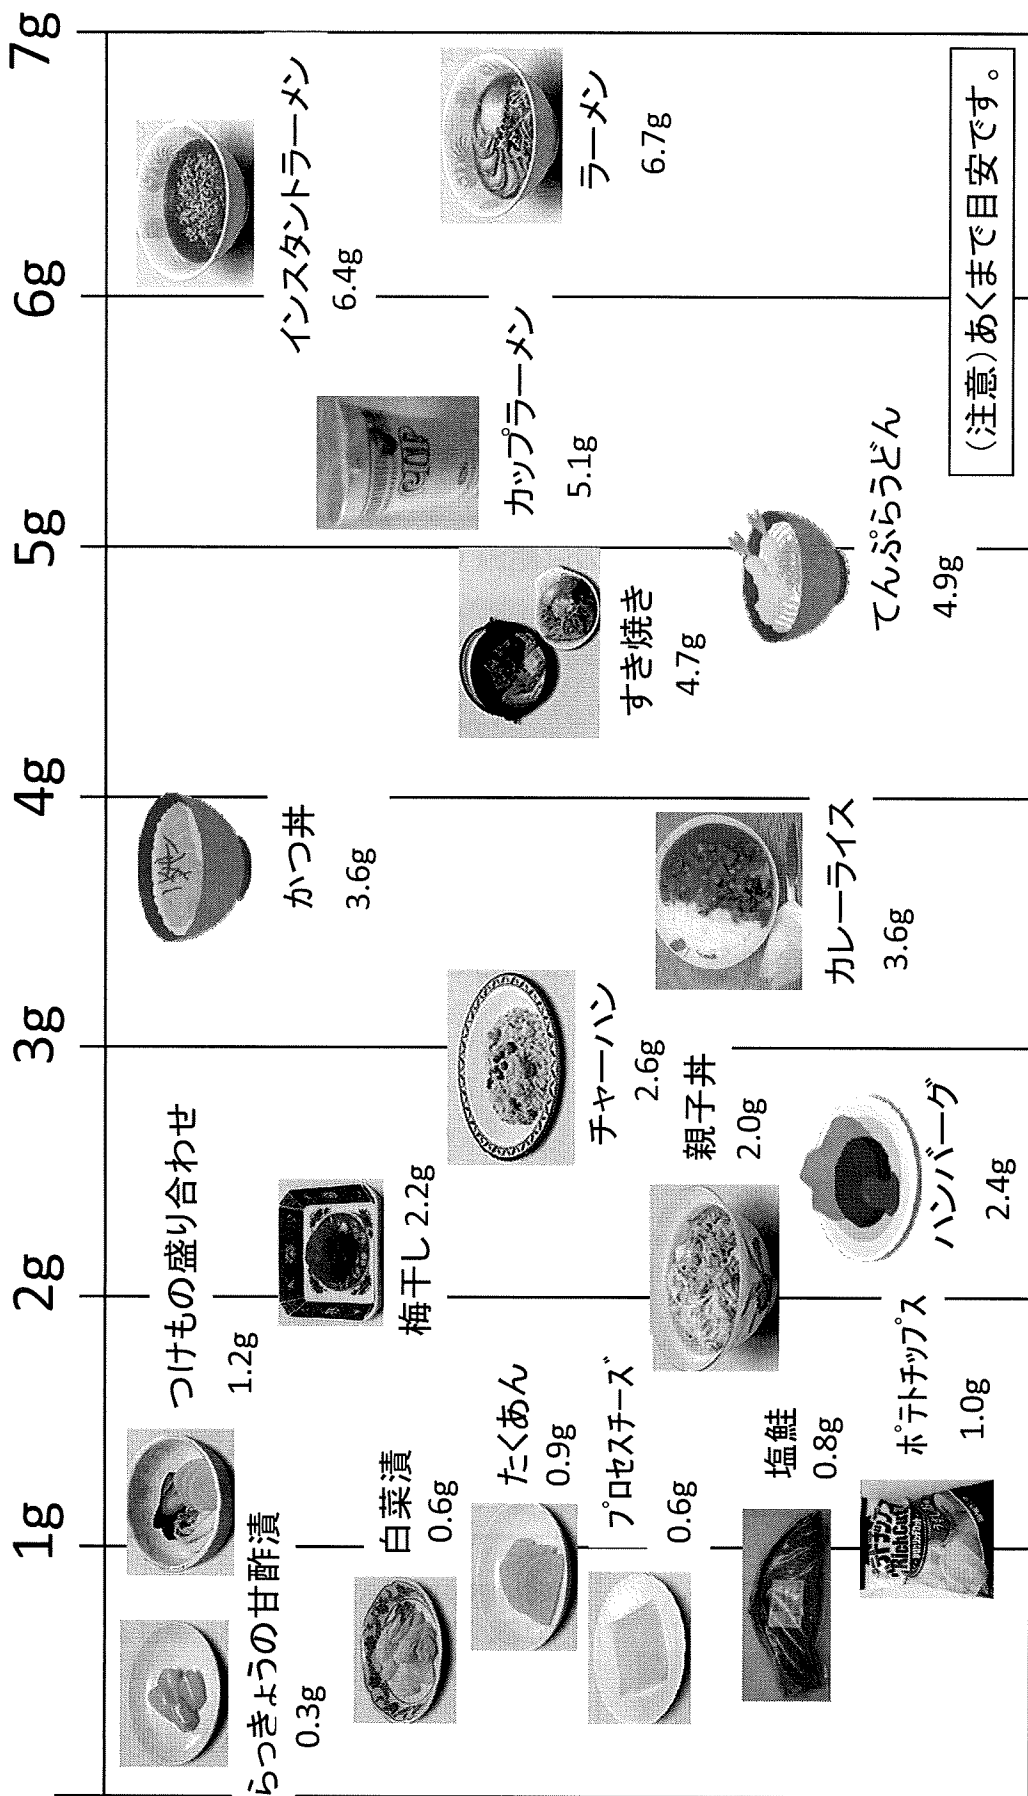 1g
2g
3g
4g
5g
6g
7g
つけもの盛り合わせ
1.2g
かつ丼
3.6g
インスタントラーメン
6.4g
らっきょうの甘酢漬
0.3g
梅干し 2.2g
白菜漬
0.6g
カップラーメン
5.1g
CUP
たくあん
0.9g
チャーハン
2.6g
すき焼き
4.7g
ラーメン
6.7g
プロセスチーズ
0.6g
親子丼
2.0g
カレーライス
3.6g
塩鮭
0.8g
てんぷらうどん
4.9g
ハンバーグ
2.4g
Rich Cut
ポテトチップス
1.0g
(注意)あくまで目安です。